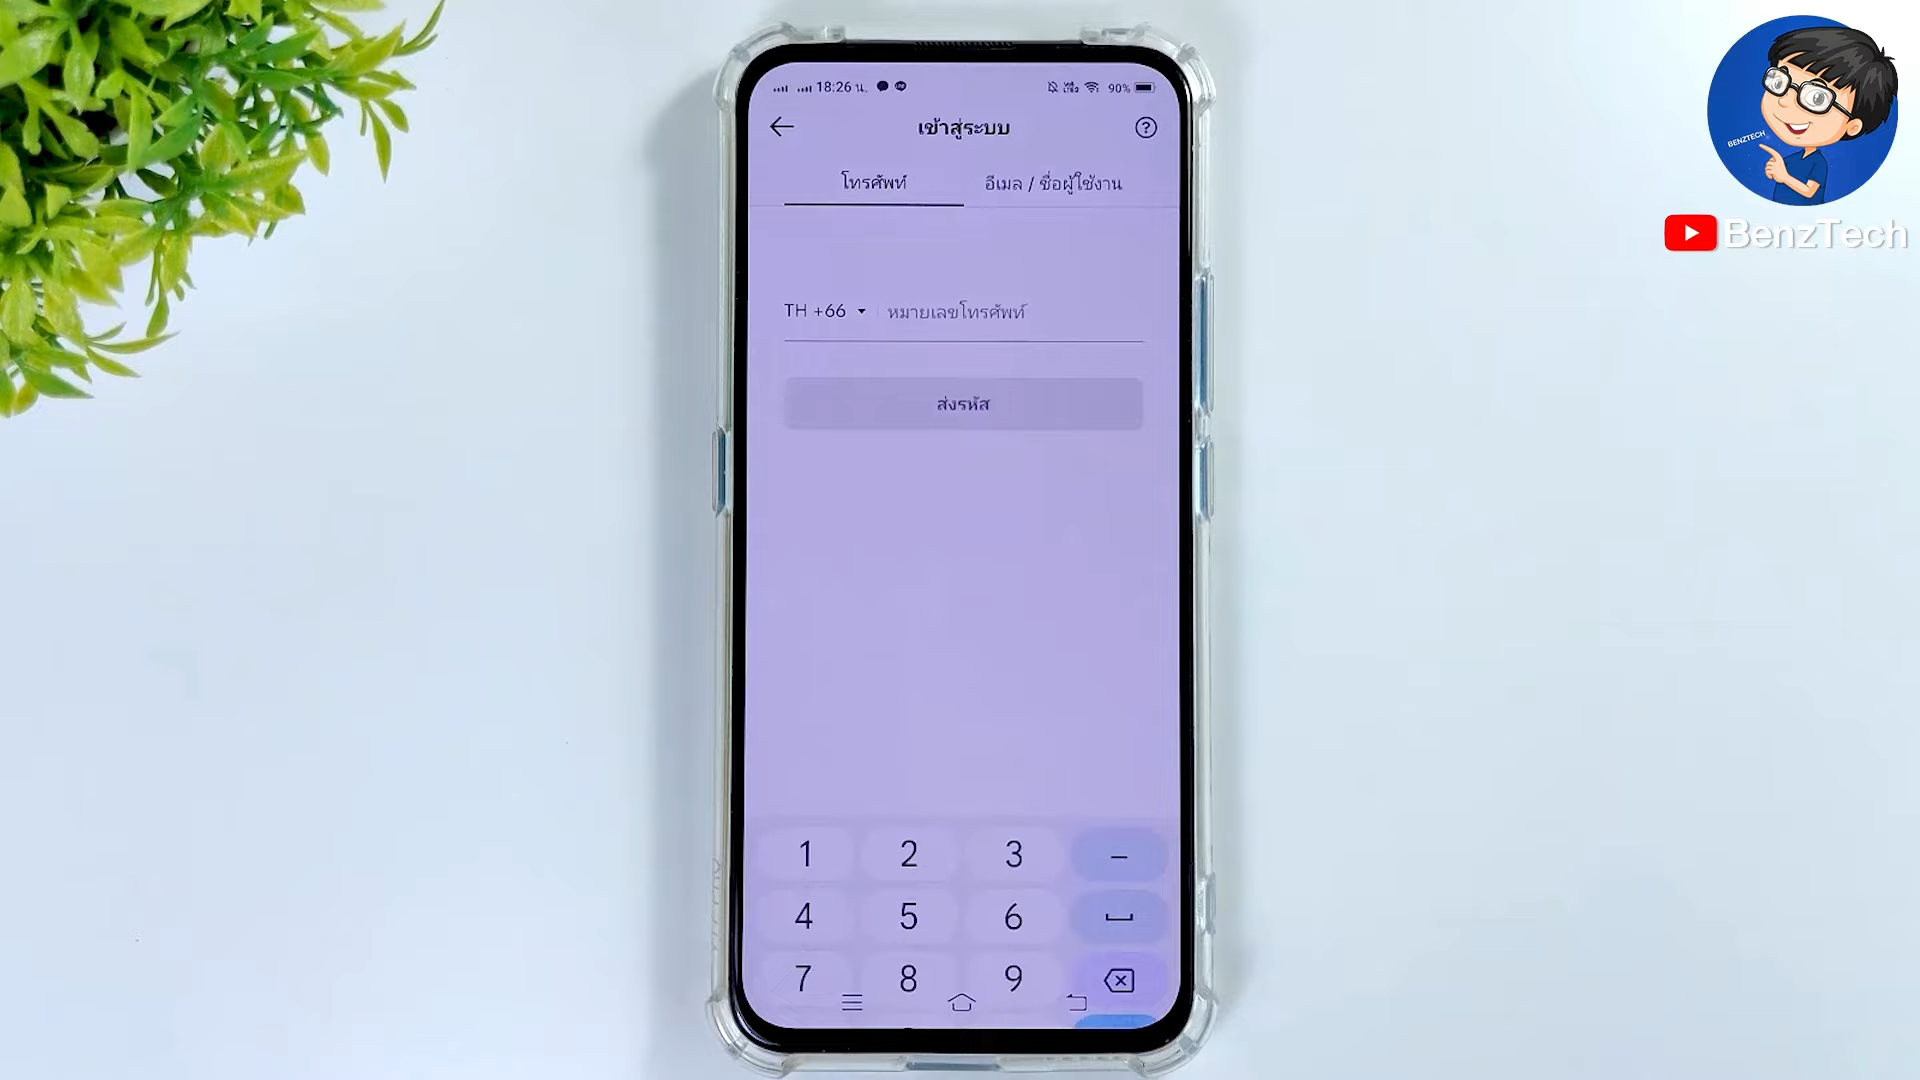 18:26 น. 90%
เข้าสู่ระบบ
โทรศัพท์ อีเมล / ชื่อผู้ใช้งาน
TH +66 หมายเลขโทรศัพท์
ส่งรหัส
1 2 3 –
4 5 6
7 8 9
BENZTECH
BenzTech